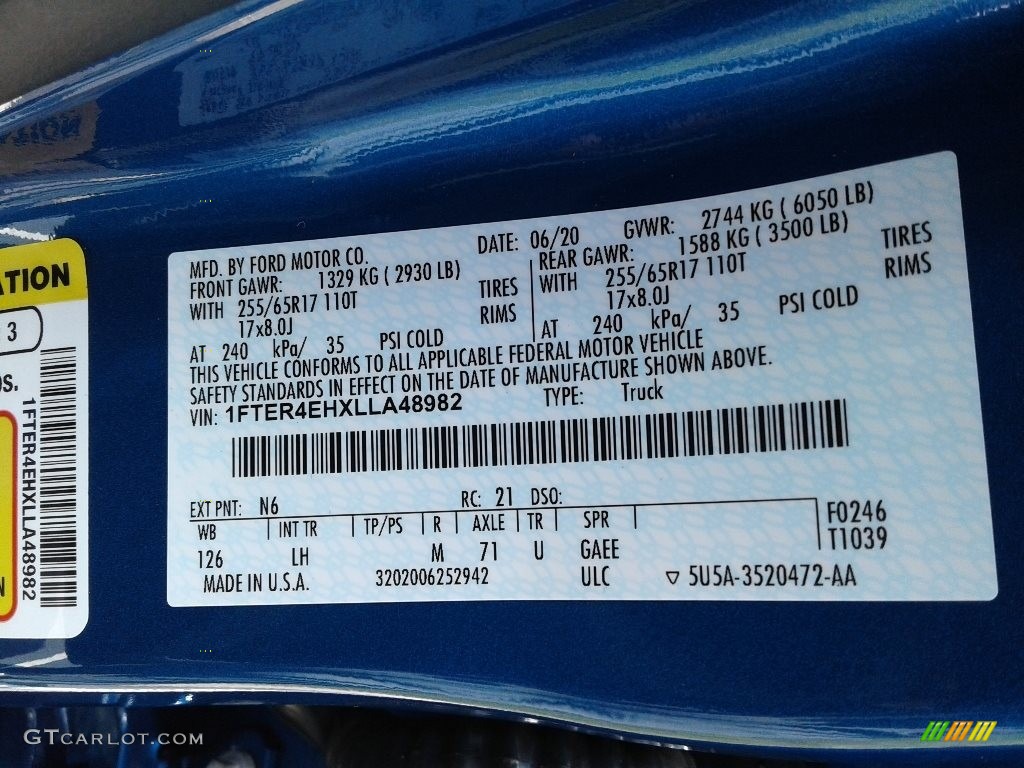 MFD. BY FORD MOTOR CO.
DATE: 06/20 GVWR: 2744 KG ( 6050 LB)
FRONT GAWR: 1329 KG ( 2930 LB)
REAR GAWR: 1588 KG ( 3500 LB)
WITH 255/65R17 110T TIRES
WITH 255/65R17 110T TIRES
17x8.0J RIMS
17x8.0J RIMS
AT 240 kPa/ 35 PSI COLD
AT 240 kPa/ 35 PSI COLD
THIS VEHICLE CONFORMS TO ALL APPLICABLE FEDERAL MOTOR VEHICLE
SAFETY STANDARDS IN EFFECT ON THE DATE OF MANUFACTURE SHOWN ABOVE.
VIN: 1FTER4EHXLLA48982 TYPE: Truck
EXT PNT: N6 RC: 21 DSO:
WB INT TR TP/PS R AXLE TR SPR F0246
126 LH M 71 U GAEE T1039
MADE IN U.S.A. 3202006252942 ULC ▽ 5U5A-3520472-AA
ATION
3
OS.
1FTER4EHXLLA48982
N
GTCARLOT.COM